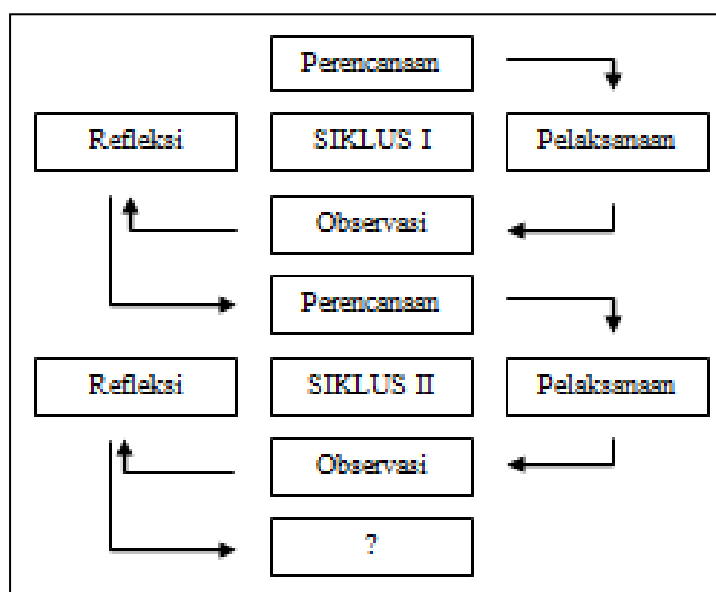 Perencanaan
Refleksi
SIKLUS I
Pelaksanaan
Observasi
Perencanaan
Refleksi
SIKLUS II
Pelaksanaan
Observasi
?